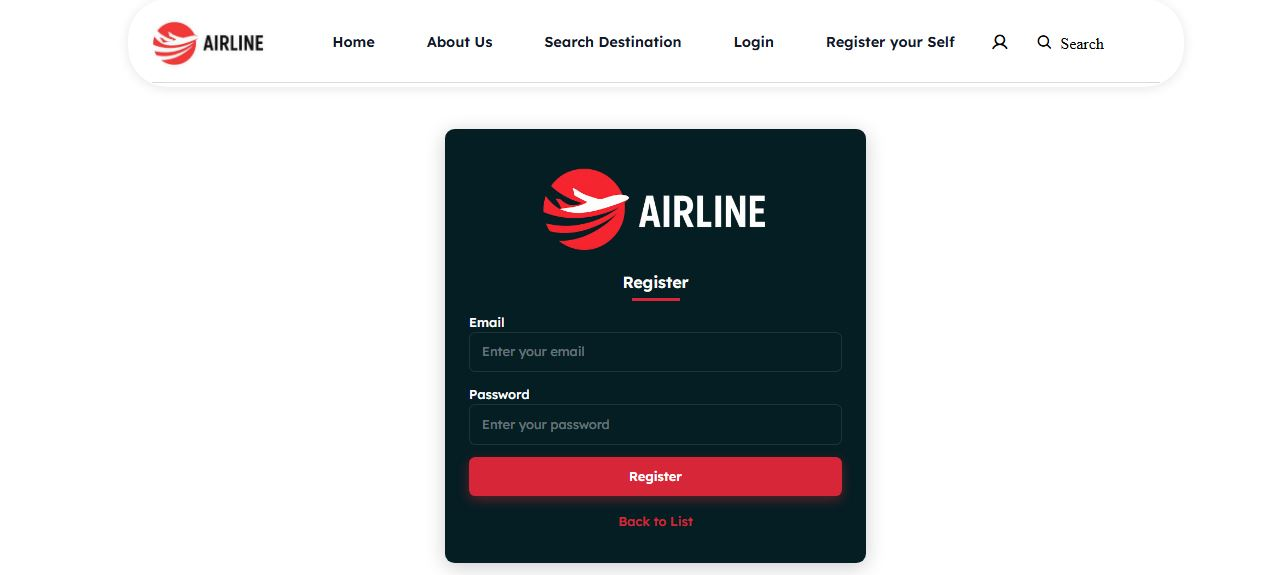 AIRLINE Home About Us Search Destination Login Register your Self Search
AIRLINE
Register
Email
Enter your email
Password
Enter your password
Register
Back to List